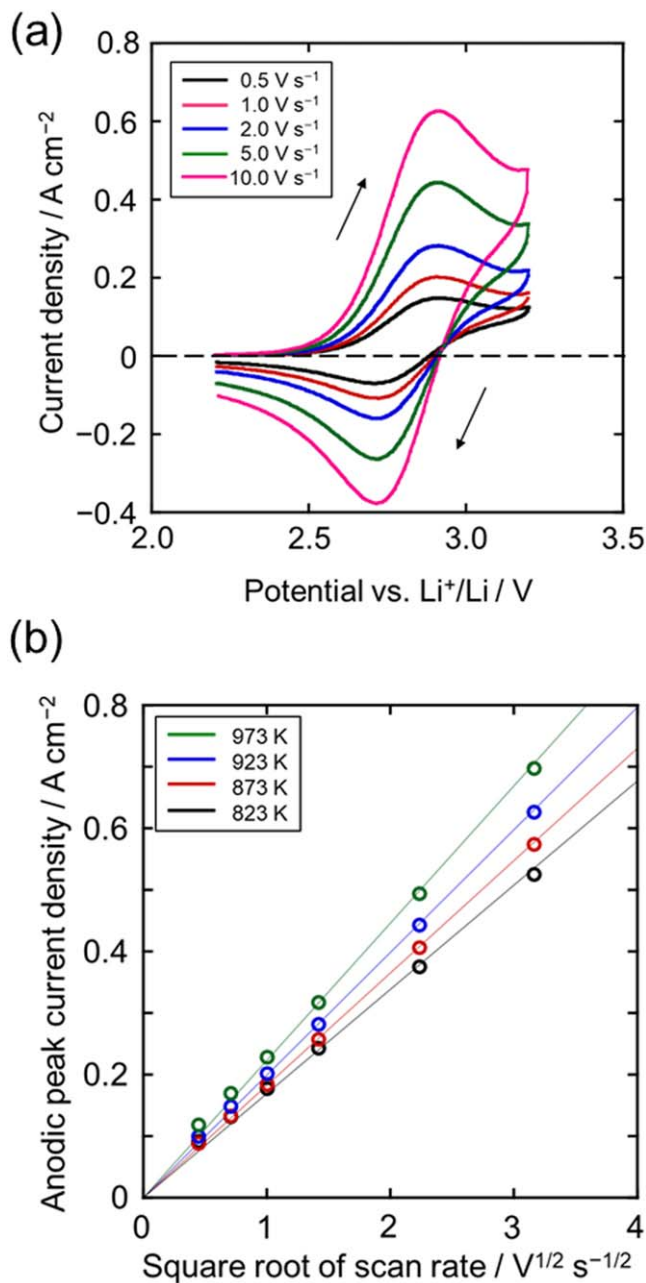 (a)
0.8
0.6
0.4
0.2
0
−0.2
−0.4
Current density / A cm⁻²
0.5 V s⁻¹
1.0 V s⁻¹
2.0 V s⁻¹
5.0 V s⁻¹
10.0 V s⁻¹
2.0 2.5 3.0 3.5
Potential vs. Li⁺/Li / V
(b)
0.8
0.6
0.4
0.2
0
Anodic peak current density / A cm⁻²
973 K
923 K
873 K
823 K
0 1 2 3 4
Square root of scan rate / V¹/² s⁻¹/²